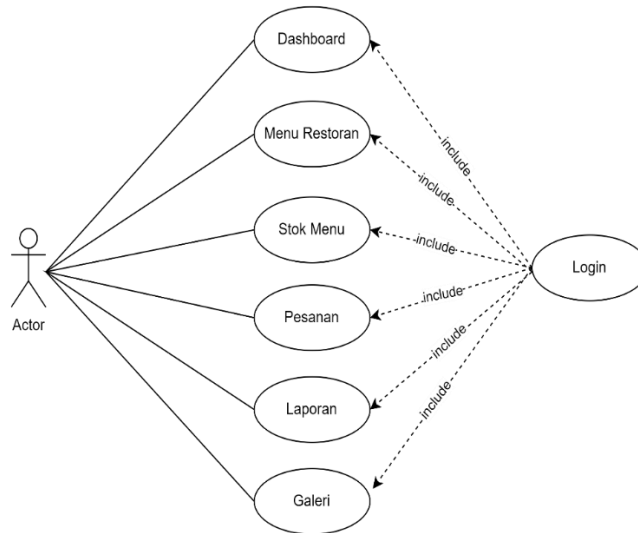 Dashboard
Menu Restoran
Stok Menu
Pesanan
Laporan
Galeri
Actor
Login
include
include
include
include
include
include